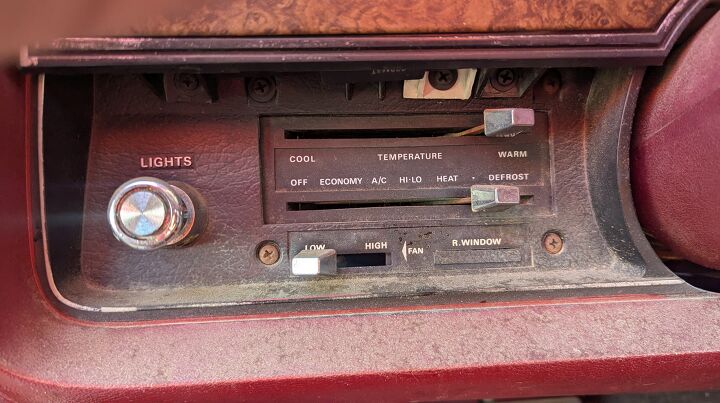 LIGHTS
COOL TEMPERATURE WARM
OFF ECONOMY A/C HI·LO HEAT · DEFROST
LOW HIGH FAN R.WINDOW